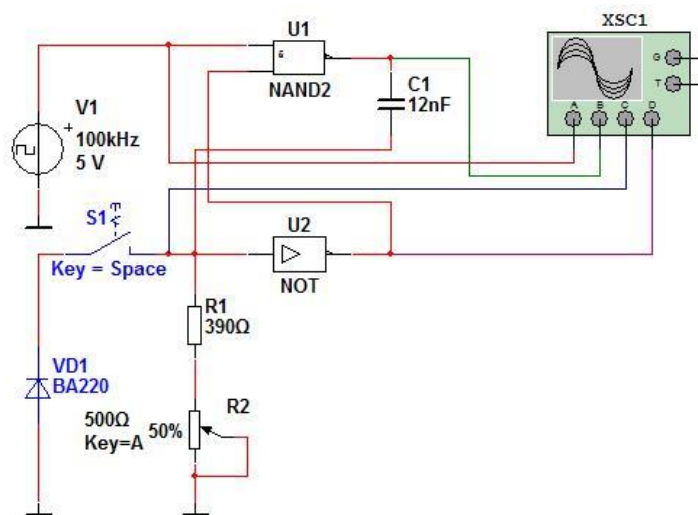 XSC1
U1
&
NAND2
C1
12nF
G
T
A B C D
V1
100kHz
5 V
S1
Key = Space
U2
NOT
R1
390Ω
VD1
BA220
R2
500Ω
50%
Key=A